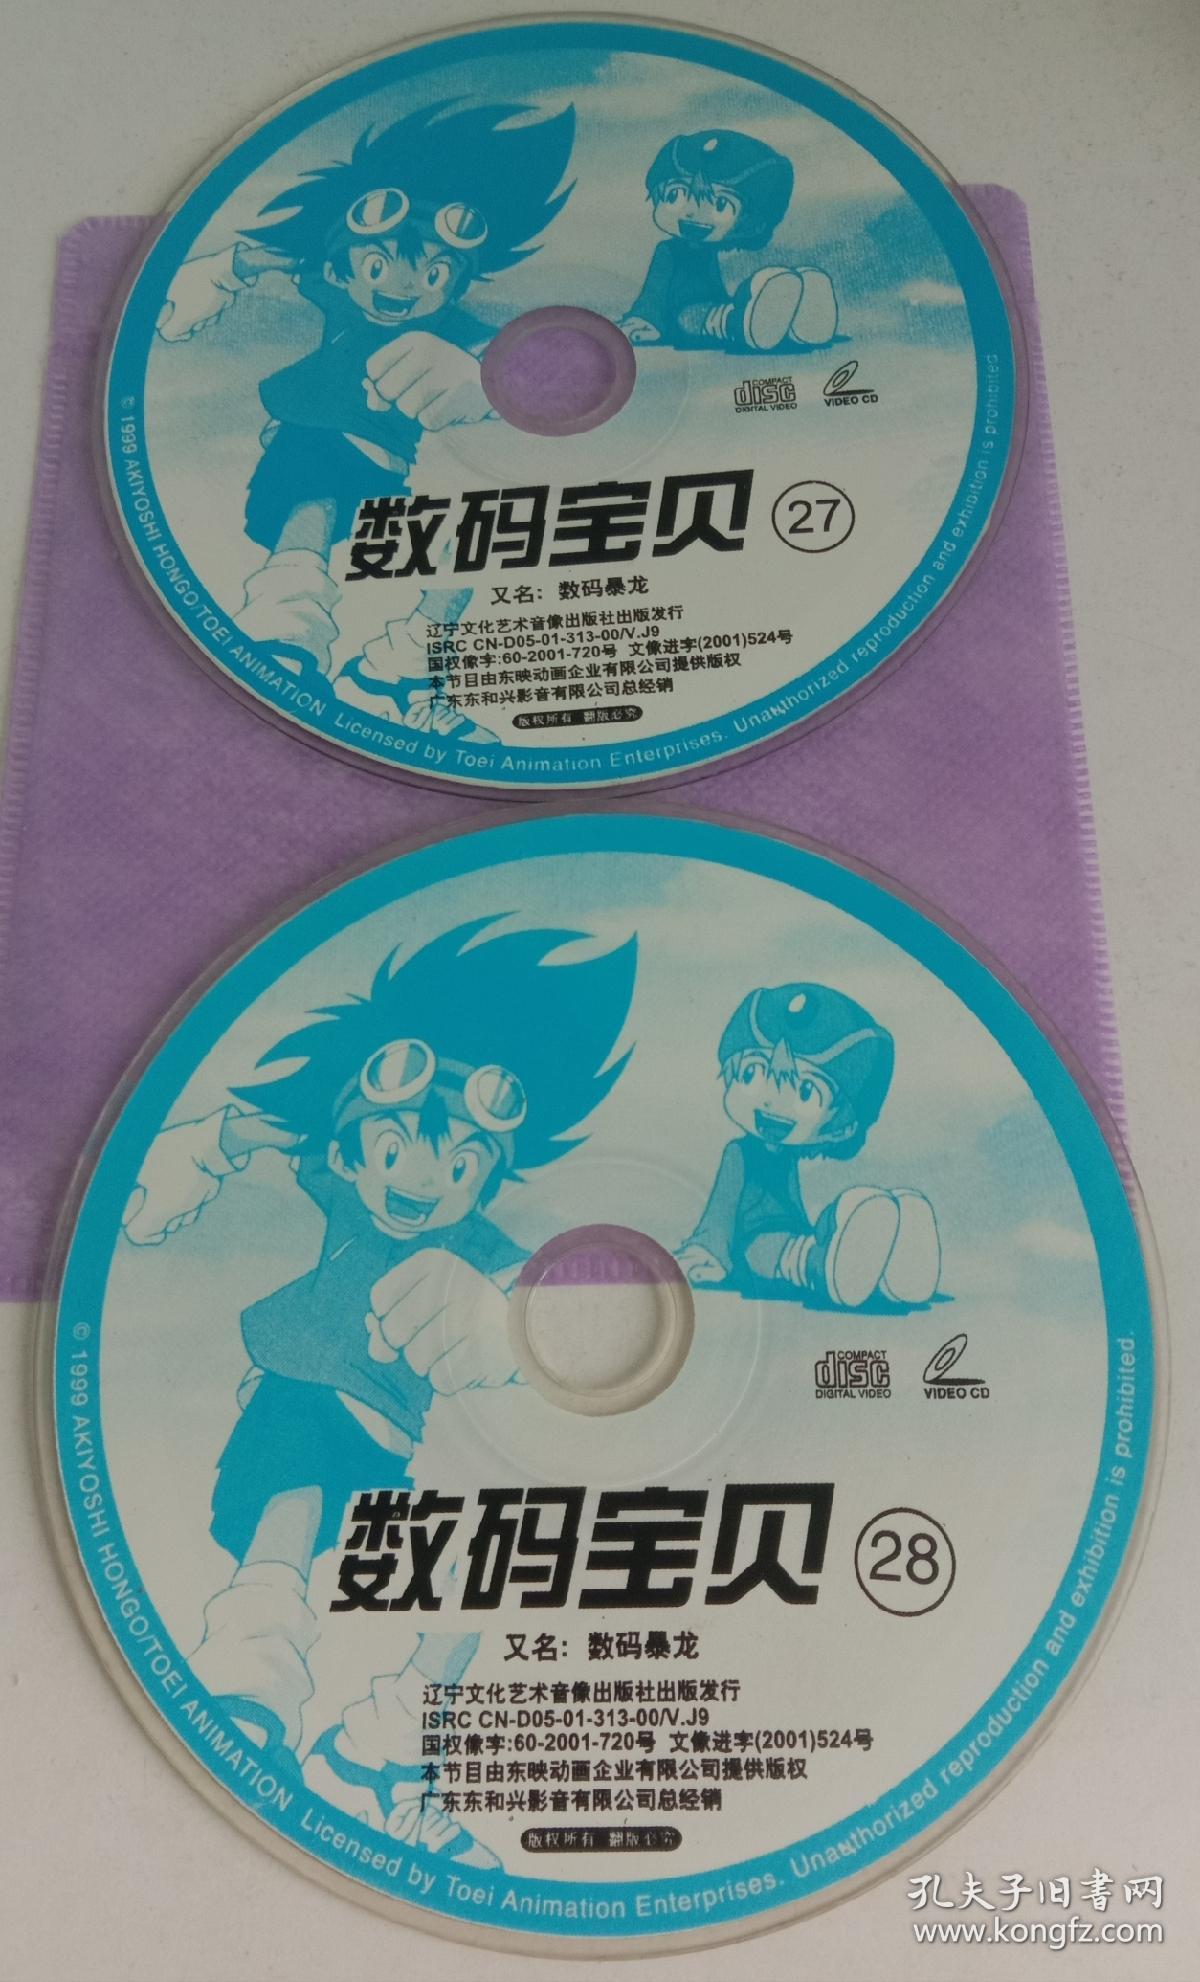 COMPACT
disc
DIGITAL VIDEO
VIDEO CD
数码宝贝 27
又名：数码暴龙
辽宁文化艺术音像出版社出版发行
ISRC CN-D05-01-313-00/V.J9
国权像字:60-2001-720号 文像进字(2001)524号
本节目由东映动画企业有限公司提供版权
广东东和兴影音有限公司总经销
版权所有 翻版必究
© 1999 AKIYOSHI HONGO/TOEI ANIMATION Licensed by Toei Animation Enterprises. Unauthorized reproduction and exhibition is prohibited
COMPACT
disc
DIGITAL VIDEO
VIDEO CD
数码宝贝 28
又名：数码暴龙
辽宁文化艺术音像出版社出版发行
ISRC CN-D05-01-313-00/V.J9
国权像字:60-2001-720号 文像进字(2001)524号
本节目由东映动画企业有限公司提供版权
广东东和兴影音有限公司总经销
版权所有 翻版必究
© 1999 AKIYOSHI HONGO/TOEI ANIMATION Licensed by Toei Animation Enterprises. Unauthorized reproduction and exhibition is prohibited.
孔夫子旧書网
www.kongfz.com